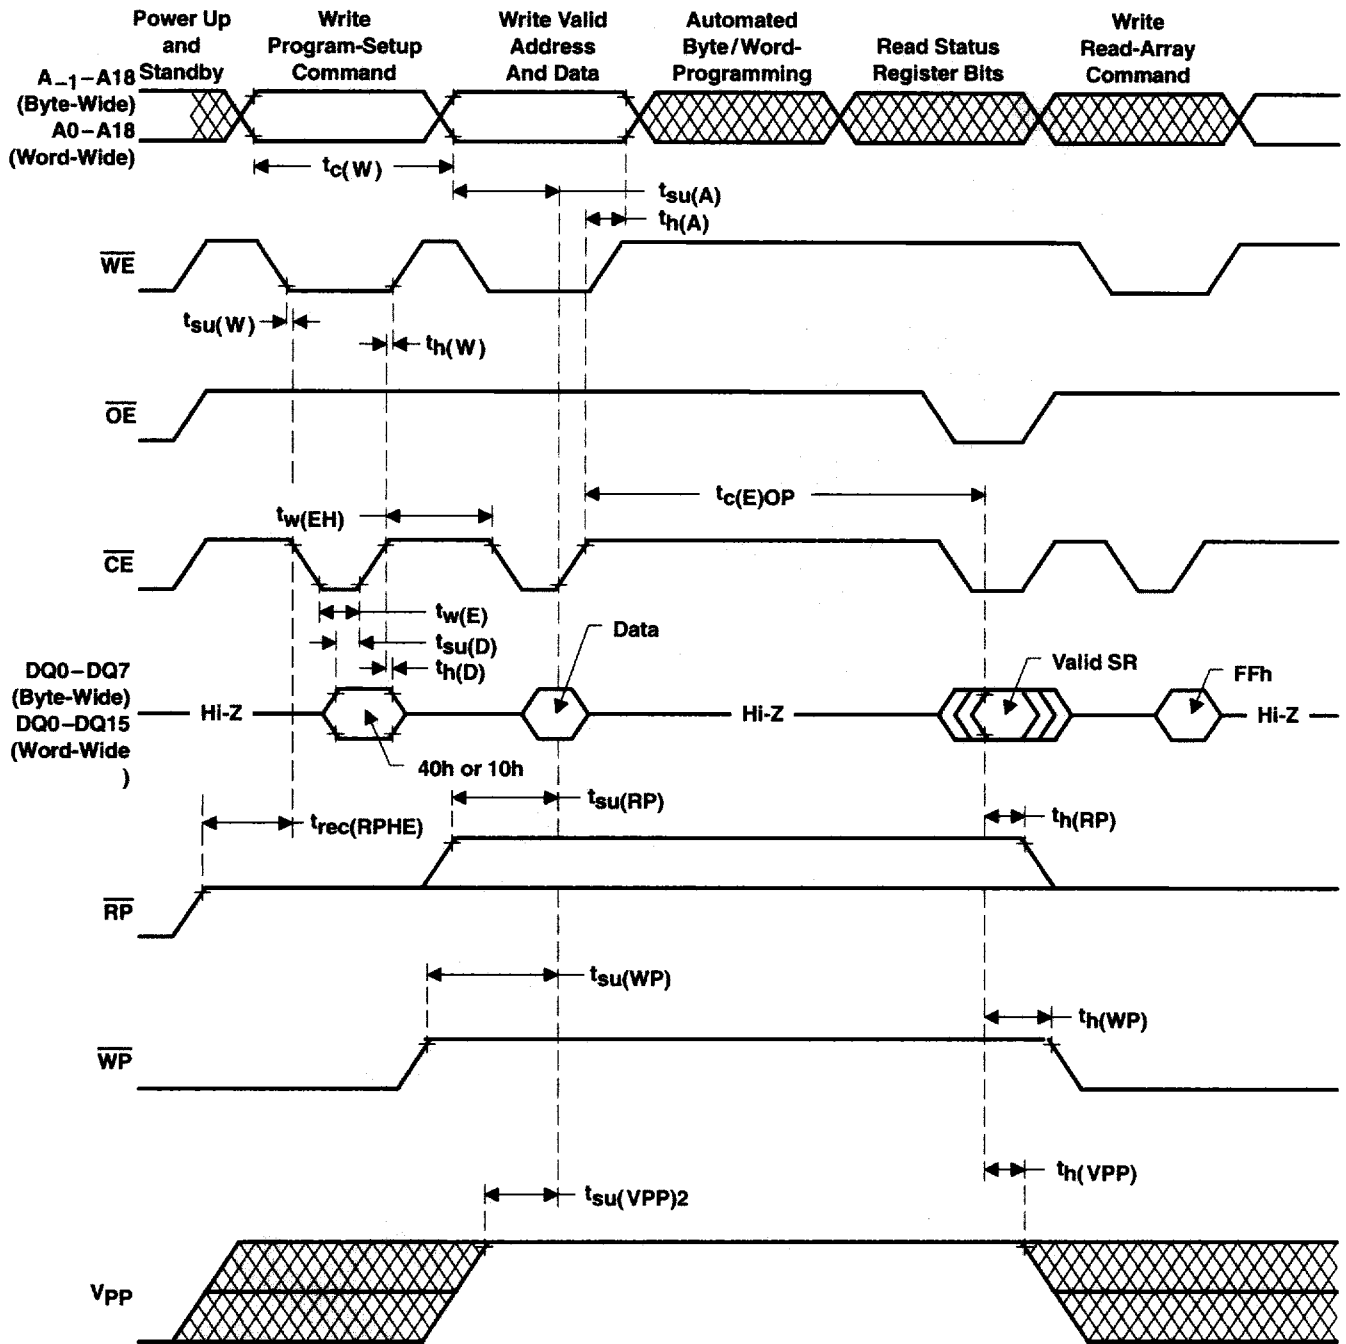 Power Up
and
Standby
Write
Program-Setup
Command
Write Valid
Address
And Data
Automated
Byte/Word-
Programming
Read Status
Register Bits
Write
Read-Array
Command
A–1–A18
(Byte-Wide)
A0–A18
(Word-Wide)
tc(W)
tsu(A)
th(A)
WE
tsu(W)
th(W)
OE
tc(E)OP
tw(EH)
CE
tw(E)
tsu(D)
th(D)
Data
Valid SR
FFh
DQ0–DQ7
(Byte-Wide)
DQ0–DQ15
(Word-Wide
)
Hi-Z
Hi-Z
Hi-Z
40h or 10h
tsu(RP)
trec(RPHE)
th(RP)
RP
tsu(WP)
th(WP)
WP
th(VPP)
tsu(VPP)2
VPP